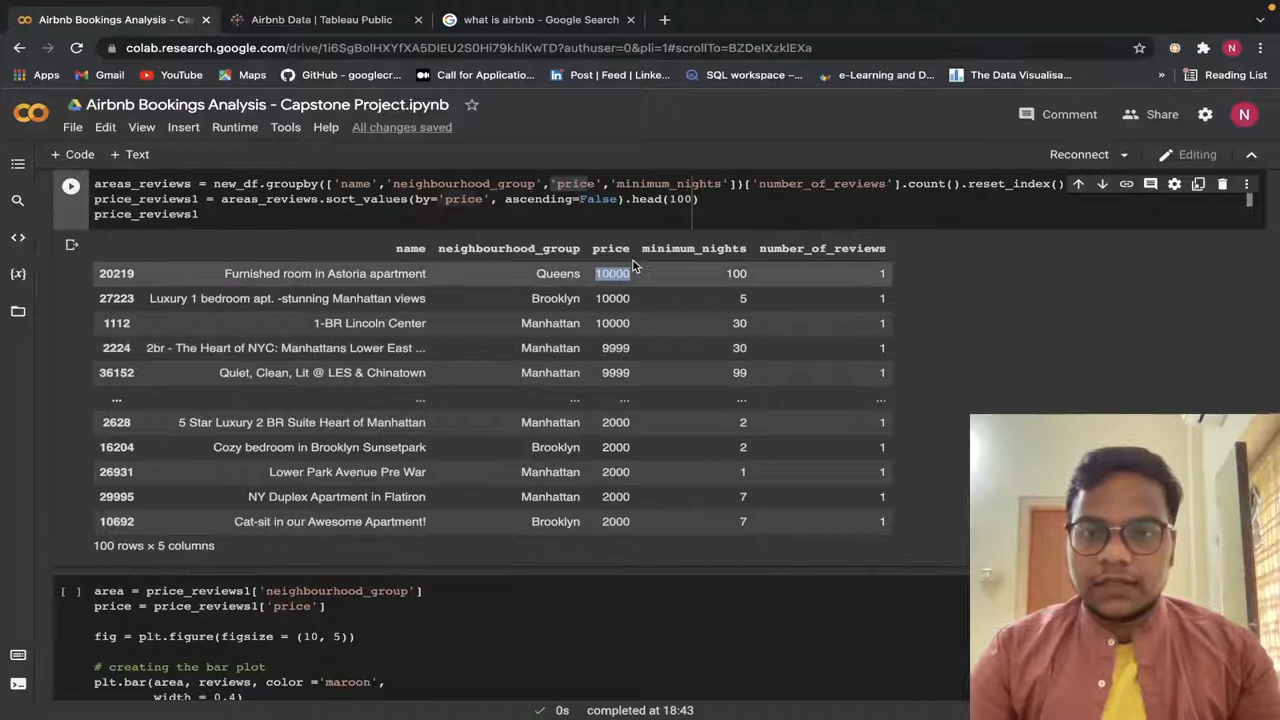 Airbnb Bookings Analysis - Cap
Airbnb Data | Tableau Public
what is airbnb - Google Search
colab.research.google.com/drive/1i6SgBolHXYfXA5DIEU2S0Hi79khlKwTD?authuser=0&pli=1#scrollTo=BZDeIXzklEXa
N
Apps
Gmail
YouTube
Maps
GitHub - googlecr...
Call for Applicatio...
Post | Feed | Linke...
SQL workspace –...
e-Learning and D...
The Data Visualisa...
»
Reading List
Airbnb Bookings Analysis - Capstone Project.ipynb
Comment
Share
N
File Edit View Insert Runtime Tools Help All changes saved
+ Code + Text
Reconnect
Editing
areas_reviews = new_df.groupby(['name','neighbourhood_group','price','minimum_nights'])['number_of_reviews'].count().reset_index()
price_reviews1 = areas_reviews.sort_values(by='price', ascending=False).head(100)
price_reviews1
name neighbourhood_group price minimum_nights number_of_reviews
20219 Furnished room in Astoria apartment Queens 10000 100 1
27223 Luxury 1 bedroom apt. -stunning Manhattan views Brooklyn 10000 5 1
1112 1-BR Lincoln Center Manhattan 10000 30 1
2224 2br - The Heart of NYC: Manhattans Lower East ... Manhattan 9999 30 1
36152 Quiet, Clean, Lit @ LES & Chinatown Manhattan 9999 99 1
... ... ... ... ... ...
2628 5 Star Luxury 2 BR Suite Heart of Manhattan Manhattan 2000 2 1
16204 Cozy bedroom in Brooklyn Sunsetpark Brooklyn 2000 2 1
26931 Lower Park Avenue Pre War Manhattan 2000 1 1
29995 NY Duplex Apartment in Flatiron Manhattan 2000 7 1
10692 Cat-sit in our Awesome Apartment! Brooklyn 2000 7 1
100 rows × 5 columns
[ ] area = price_reviews1['neighbourhood_group']
price = price_reviews1['price']
fig = plt.figure(figsize = (10, 5))
# creating the bar plot
plt.bar(area, reviews, color ='maroon',
width = 0.4)
0s completed at 18:43